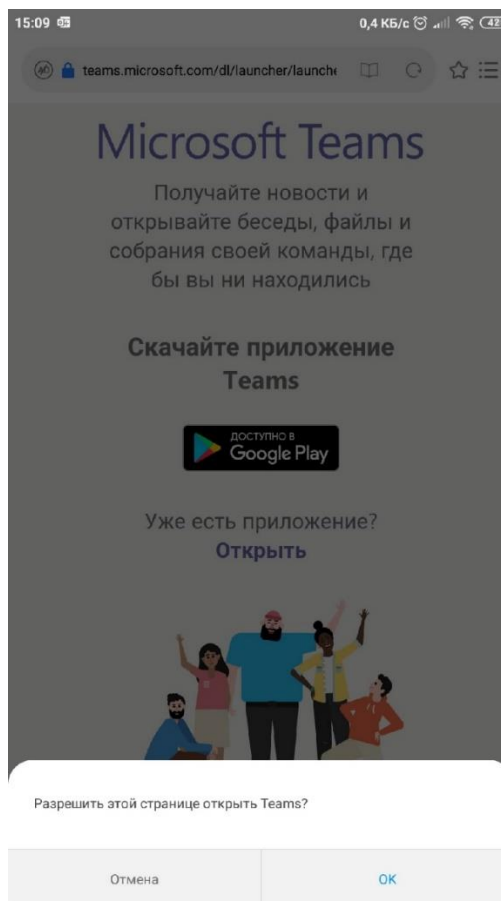 15:09 0,4 КБ/с 42
teams.microsoft.com/dl/launcher/launche
Microsoft Teams
Получайте новости и
открывайте беседы, файлы и
собрания своей команды, где
бы вы ни находились
Скачайте приложение
Teams
ДОСТУПНО В
Google Play
Уже есть приложение?
Открыть
Разрешить этой странице открыть Teams?
Отмена OK